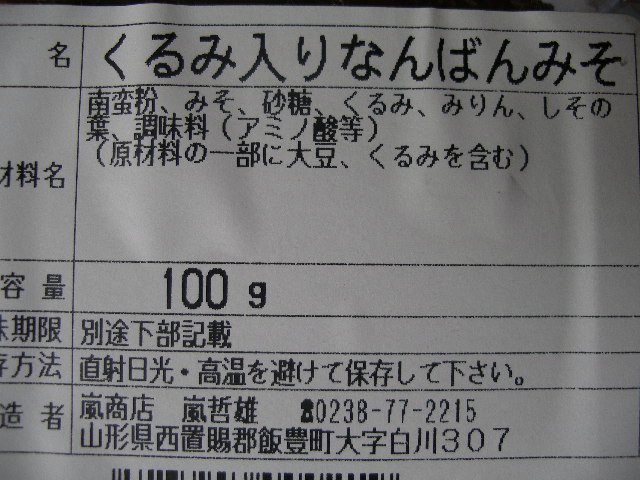 名 くるみ入りなんばんみそ
南蛮粉、みそ、砂糖、くるみ、みりん、しその
葉、調味料（アミノ酸等）
材料名 （原材料の一部に大豆、くるみを含む）
容量 100g
味期限 別途下部記載
存方法 直射日光・高温を避けて保存して下さい。
造者 嵐商店 嵐哲雄 ☎0238-77-2215
山形県西置賜郡飯豊町大字白川３０７